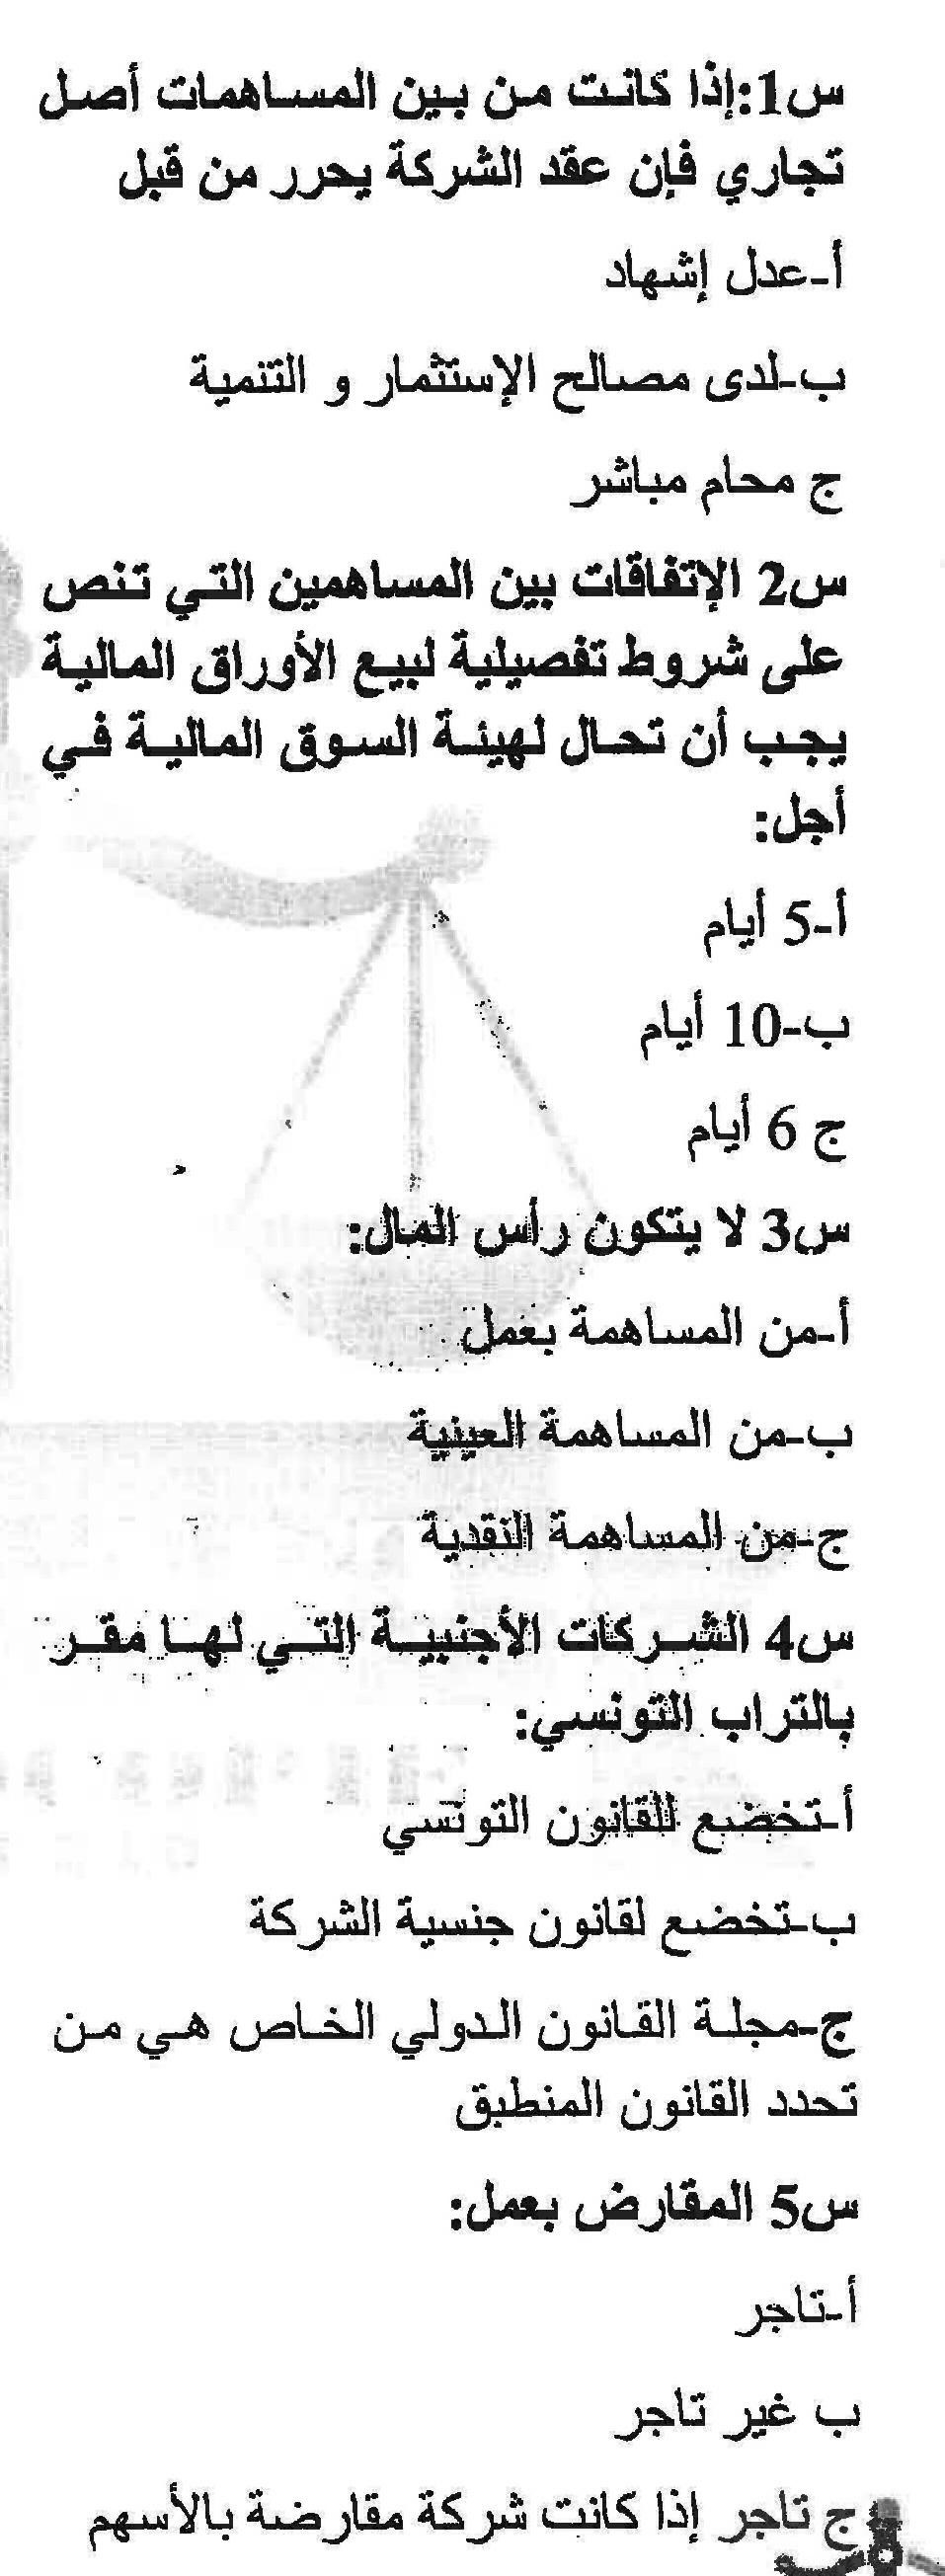 س1:إذا كانت من بين المساهمات أصل
تجاري فإن عقد الشركة يحرر من قبل
أ-عدل إشهاد
ب-لدى مصالح الإستثمار و التنمية
ج محام مباشر
س2 الإتفاقات بين المساهمين التي تنص
على شروط تفصيلية لبيع الأوراق المالية
يجب أن تحال لهيئة السوق المالية في
أجل:
أ-5 أيام
ب-10 أيام
ج 6 أيام
س3 لا يتكون رأس المال:
أ-من المساهمة بعمل
ب-من المساهمة العينية
ج-من المساهمة النقدية
س4 الشركات الأجنبية التي لها مقر
بالتراب التونسي:
أ-تخضع للقانون التونسي
ب-تخضع لقانون جنسية الشركة
ج-مجلة القانون الدولي الخاص هي من
تحدد القانون المنطبق
س5 المقارض بعمل:
أ-تاجر
ب غير تاجر
ج تاجر إذا كانت شركة مقارضة بالأسهم